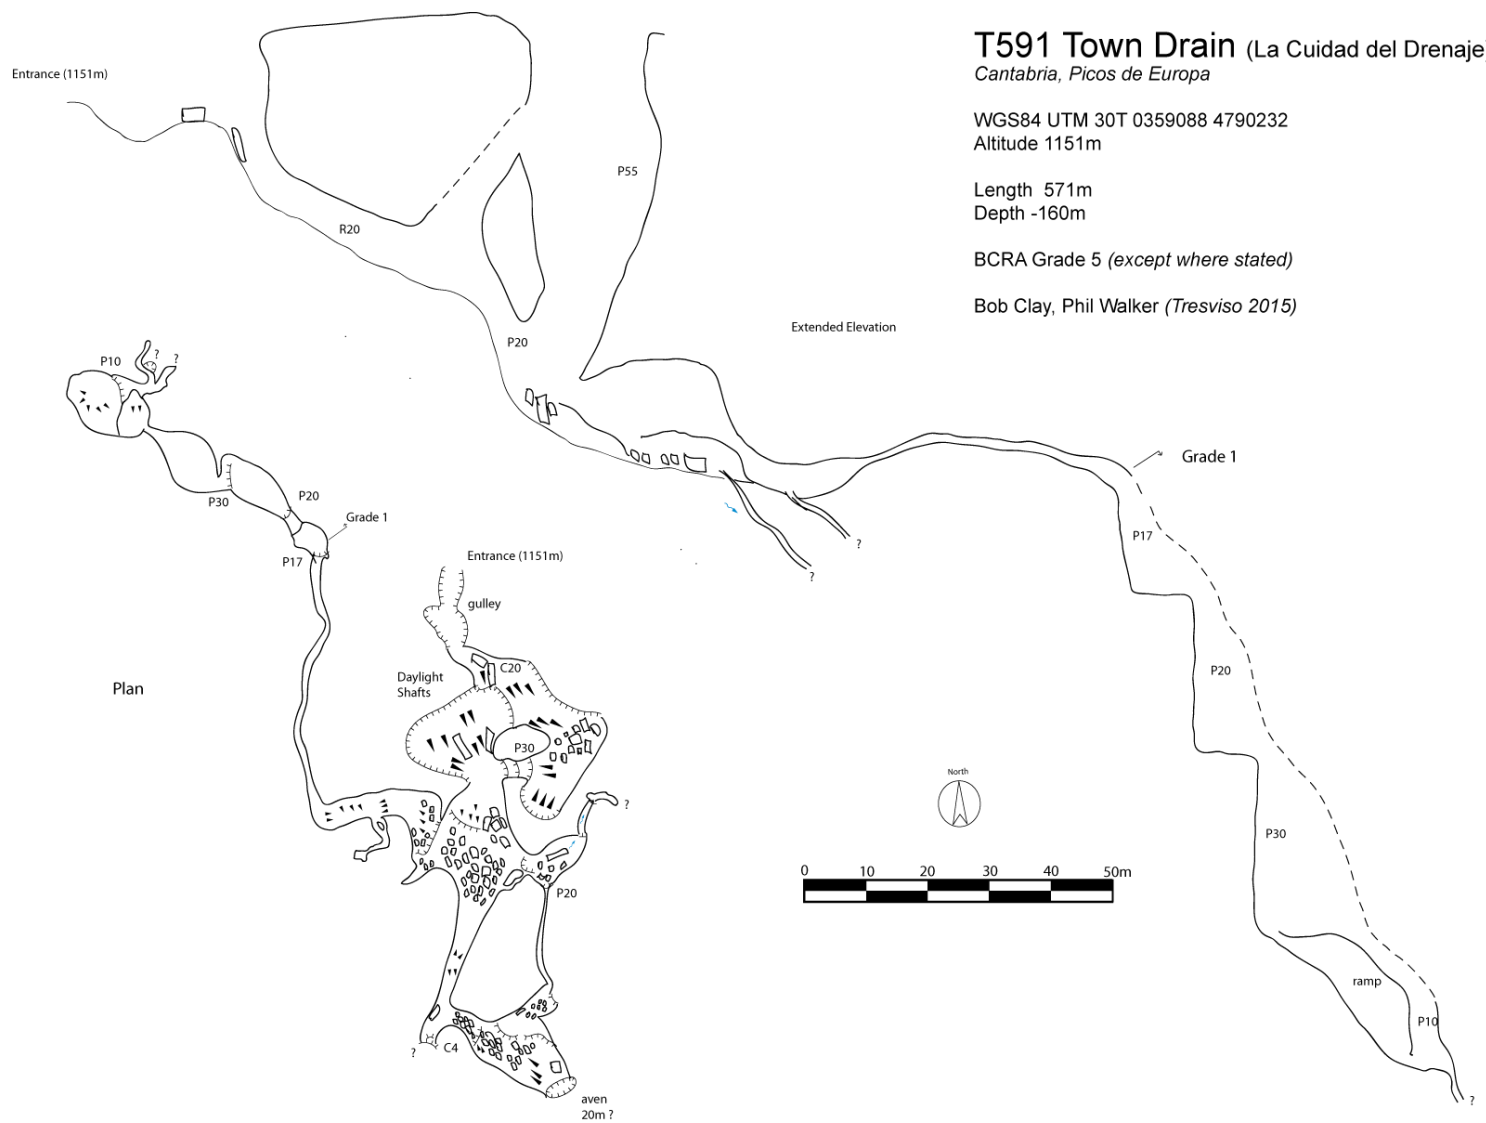 T591 Town Drain (La Cuidad del Drenaje)
Cantabria, Picos de Europa
WGS84 UTM 30T 0359088 4790232
Altitude 1151m
Length 571m
Depth -160m
BCRA Grade 5 (except where stated)
Bob Clay, Phil Walker (Tresviso 2015)
Entrance (1151m)
P55
R20
P20
Extended Elevation
Grade 1
?
?
P17
P20
P30
ramp
P10
?
P10
?
?
P30
P20
Grade 1
P17
Plan
Entrance (1151m)
gulley
C20
Daylight
Shafts
P30
?
P20
?
C4
aven
20m ?
North
0 10 20 30 40 50m